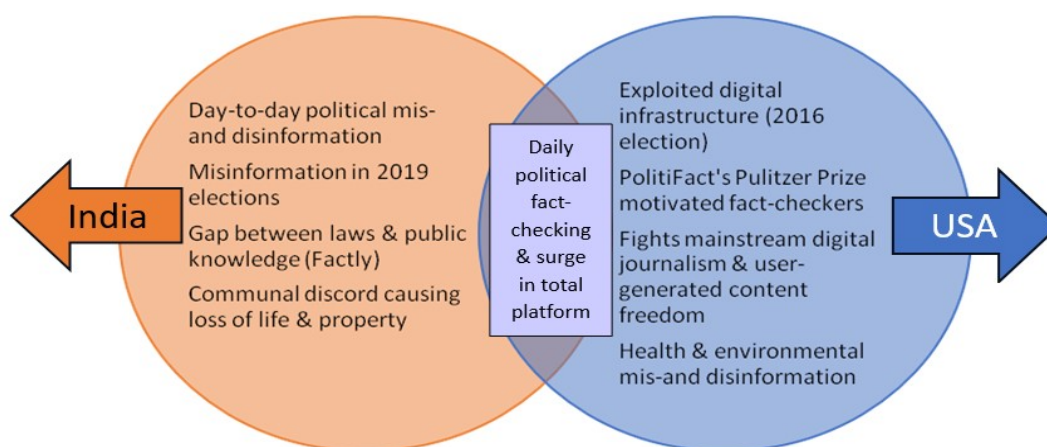 India
Day-to-day political mis-
and disinformation
Misinformation in 2019
elections
Gap between laws & public
knowledge (Factly)
Communal discord causing
loss of life & property
Daily
political
fact-
checking
& surge
in total
platform
Exploited digital
infrastructure (2016
election)
PolitiFact's Pulitzer Prize
motivated fact-checkers
Fights mainstream digital
journalism & user-
generated content
freedom
Health & environmental
mis-and disinformation
USA